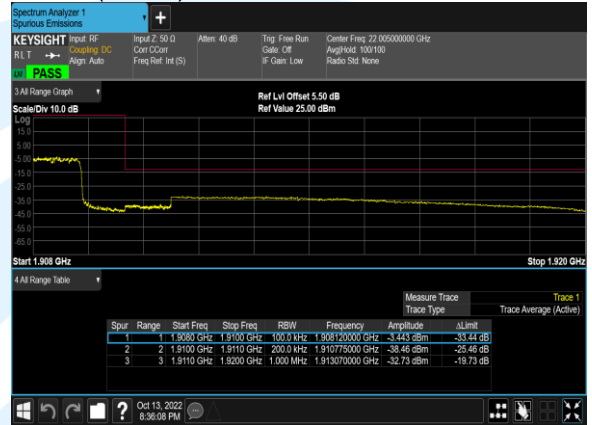 Spectrum Analyzer 1
Spurious Emissions
+
KEYSIGHT Input: RF Input Z: 50 Ω Atten: 40 dB Trig: Free Run Center Freq: 22.005000000 GHz
RLT Coupling: DC Corr CCorr Gate: Off Avg|Hold: 100/100
Align: Auto Freq Ref: Int (S) IF Gain: Low Radio Std: None
PASS
3 All Range Graph
Ref Lvl Offset 5.50 dB
Scale/Div 10.0 dB Ref Value 25.00 dBm
Log
15.0
5.00
-5.00
-15.0
-25.0
-35.0
-45.0
-55.0
-65.0
Start 1.908 GHz Stop 1.920 GHz
4 All Range Table
Measure Trace Trace 1
Trace Type Trace Average (Active)
Spur Range Start Freq Stop Freq RBW Frequency Amplitude ΔLimit
1 1 1.9080 GHz 1.9100 GHz 100.0 kHz 1.908120000 GHz -3.443 dBm -33.44 dB
2 2 1.9100 GHz 1.9110 GHz 200.0 kHz 1.910775000 GHz -38.46 dBm -25.46 dB
3 3 1.9110 GHz 1.9200 GHz 1.000 MHz 1.913070000 GHz -32.73 dBm -19.73 dB
?
Oct 13, 2022
8:36:08 PM